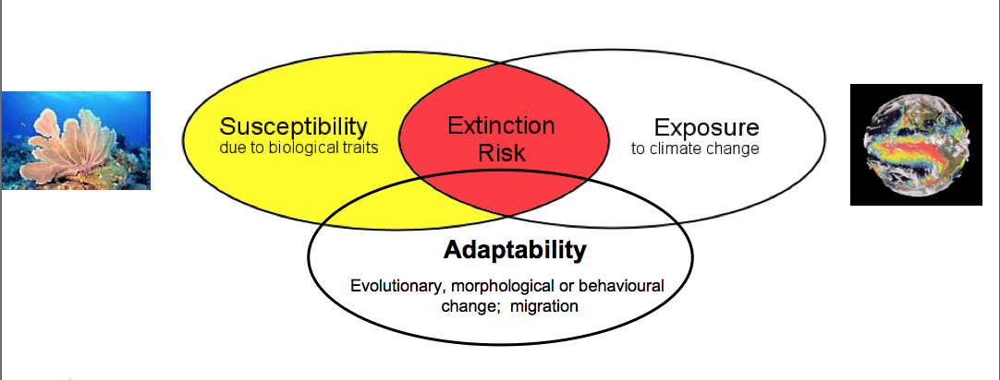 Susceptibility
due to biological traits
Extinction
Risk
Exposure
to climate change
Adaptability
Evolutionary, morphological or behavioural
change;  migration